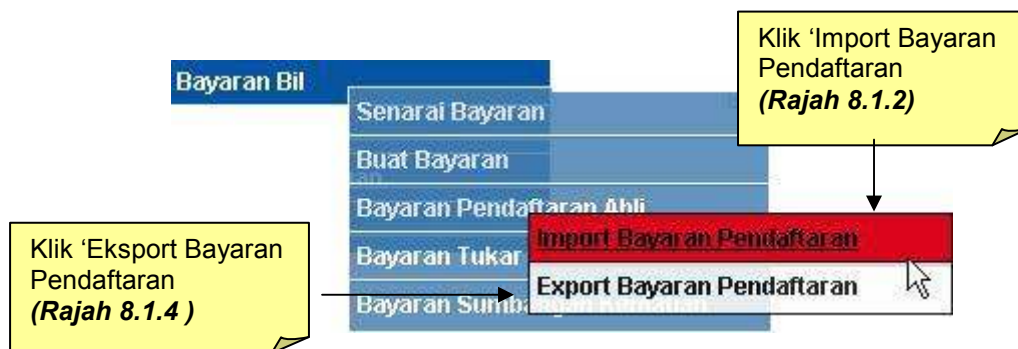 Klik ‘Import Bayaran
Pendaftaran
(Rajah 8.1.2)
Bayaran Bil
Senarai Bayaran
Buat Bayaran
Bayaran Pendaftaran Ahli
Import Bayaran Pendaftaran
Bayaran Tukar
Export Bayaran Pendaftaran
Bayaran
Klik ‘Eksport Bayaran
Pendaftaran
(Rajah 8.1.4 )